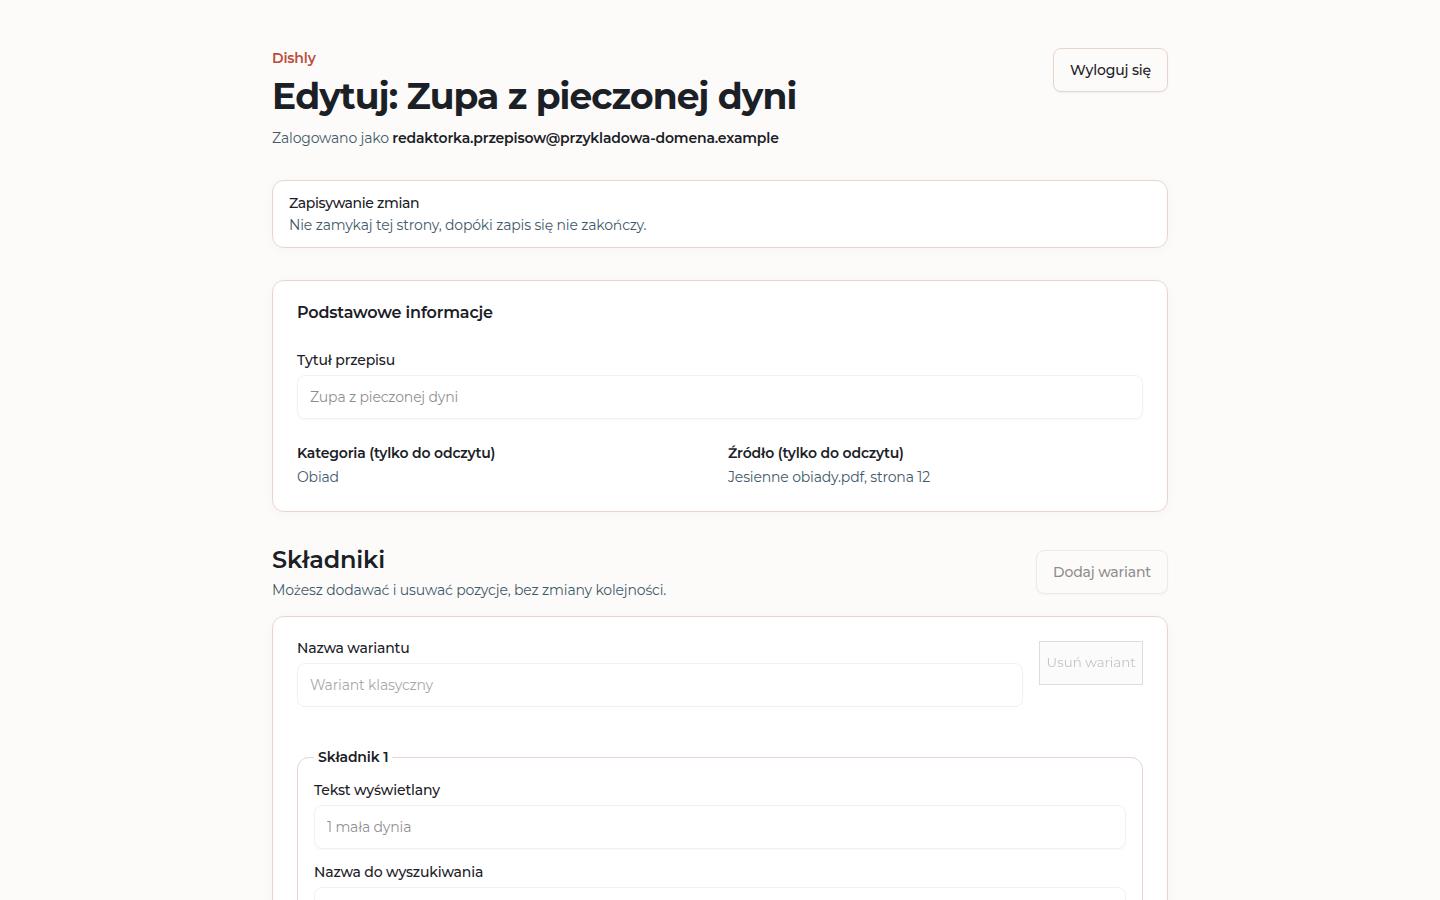 Dishly
Wyloguj się
Edytuj: Zupa z pieczonej dyni
Zalogowano jako redaktorka.przepisow@przykladowa-domena.example
Zapisywanie zmian
Nie zamykaj tej strony, dopóki zapis się nie zakończy.
Podstawowe informacje
Tytuł przepisu
Zupa z pieczonej dyni
Kategoria (tylko do odczytu)
Obiad
Źródło (tylko do odczytu)
Jesienne obiady.pdf, strona 12
Składniki
Możesz dodawać i usuwać pozycje, bez zmiany kolejności.
Dodaj wariant
Nazwa wariantu
Wariant klasyczny
Usuń wariant
Składnik 1
Tekst wyświetlany
1 mała dynia
Nazwa do wyszukiwania